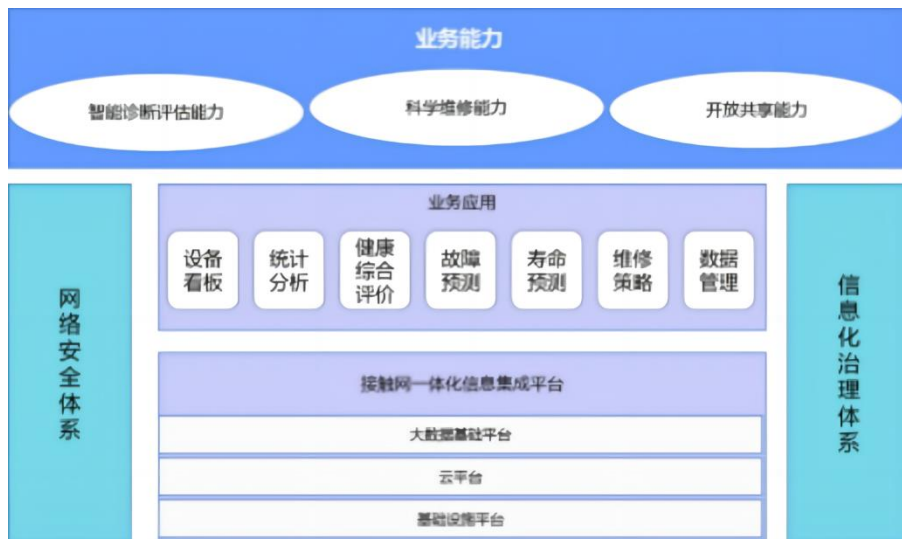 业务能力
智能诊断评估能力
科学维修能力
开放共享能力
网络安全体系
业务应用
设备
看板
统计
分析
健康
综合
评价
故障
预测
寿命
预测
维修
策略
数据
管理
接触网一体化信息集成平台
大数据基础平台
云平台
基础设施平台
信息化治理体系